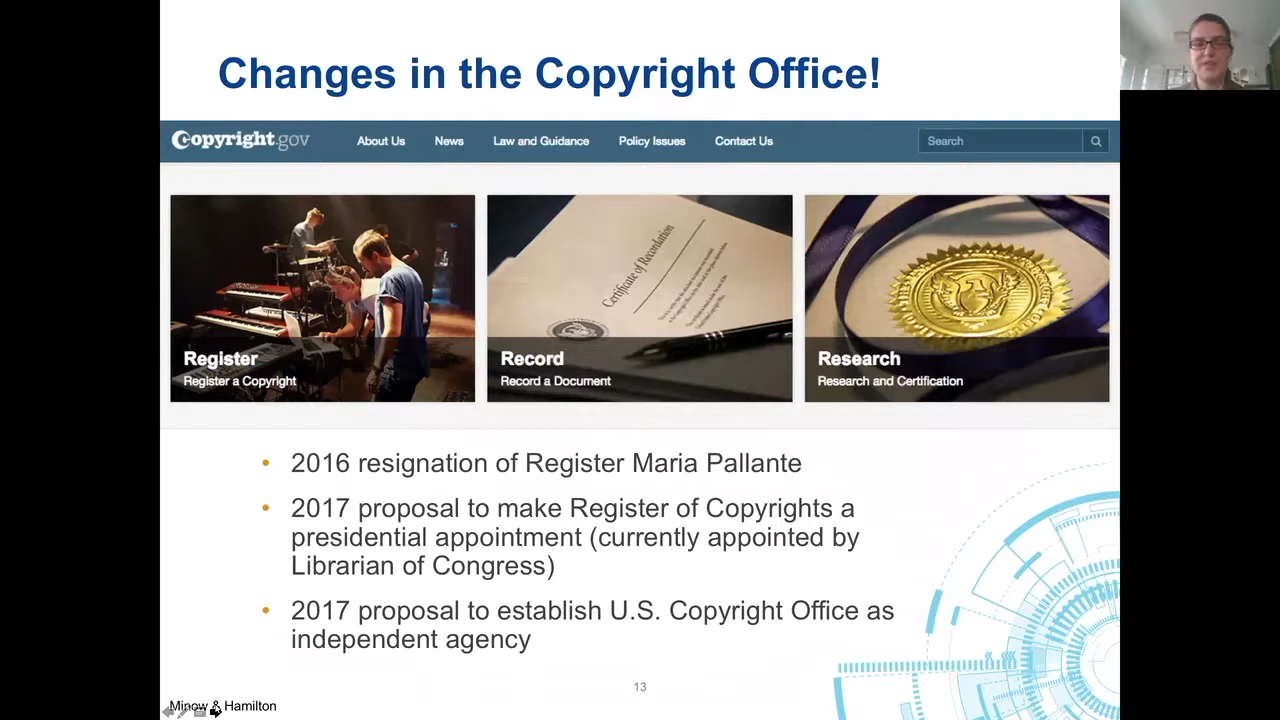 Changes in the Copyright Office!
Copyright.gov
About Us
News
Law and Guidance
Policy Issues
Contact Us
Search
Certificate of Recordation
Register
Register a Copyright
Record
Record a Document
Research
Research and Certification
• 2016 resignation of Register Maria Pallante
• 2017 proposal to make Register of Copyrights a
presidential appointment (currently appointed by
Librarian of Congress)
• 2017 proposal to establish U.S. Copyright Office as
independent agency
13
Minow & Hamilton